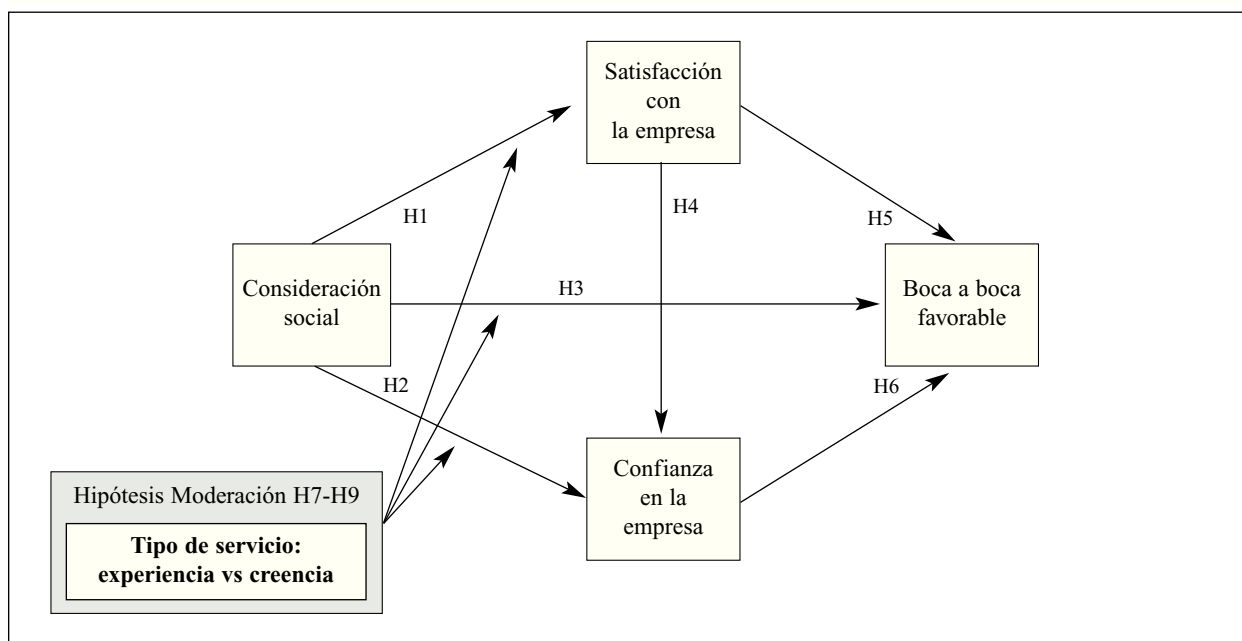 Satisfacción
con
la empresa
H1
H4
H5
Consideración
social
H3
Boca a boca
favorable
H2
H6
Confianza
en la
empresa
Hipótesis Moderación H7-H9
Tipo de servicio:
experiencia vs creencia